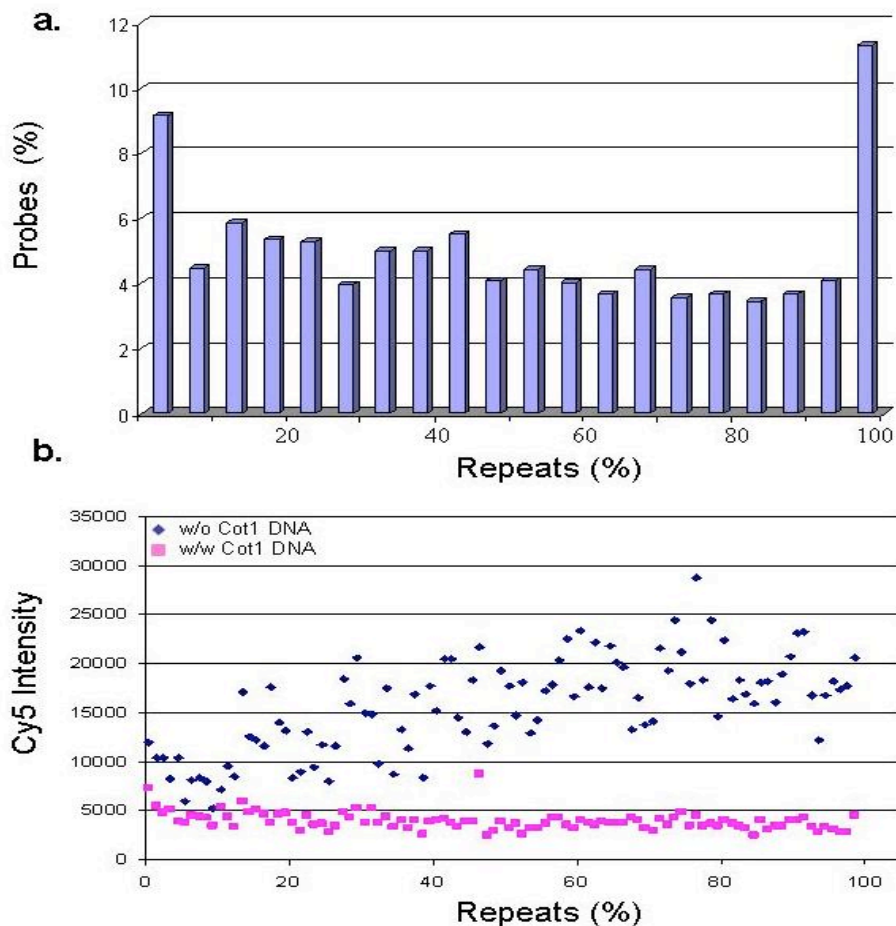 a.
12
10
8
6
4
2
0
Probes (%)
20 40 60 80 100
Repeats (%)
b.
35000
30000
25000
20000
15000
10000
5000
0
Cy5 Intensity
w/o Cot1 DNA
w/w Cot1 DNA
0 20 40 60 80 100
Repeats (%)